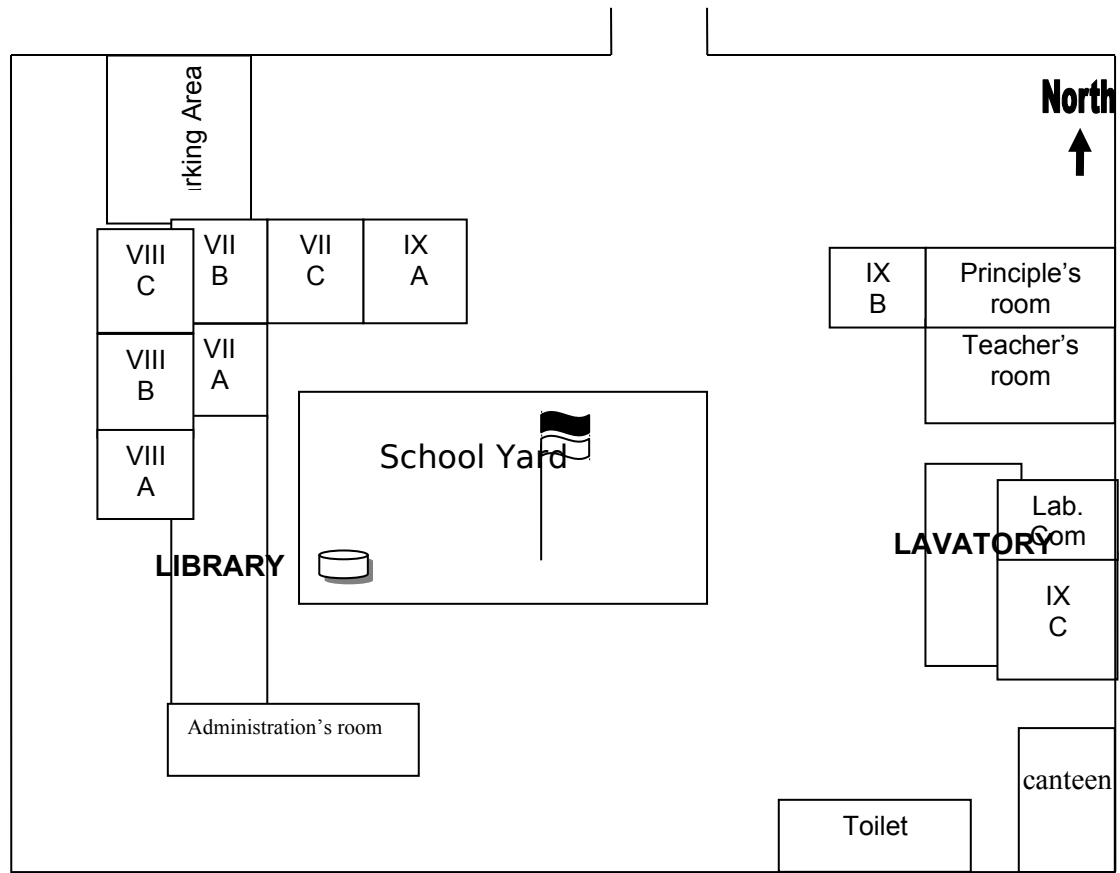 North
rking Area
VIII
C
VII
B
VII
C
IX
A
IX
B
Principle's
room
VIII
B
VII
A
Teacher's
room
School Yard
VIII
A
Lab.
Com
LAVATORY
LIBRARY
IX
C
Administration's room
canteen
Toilet